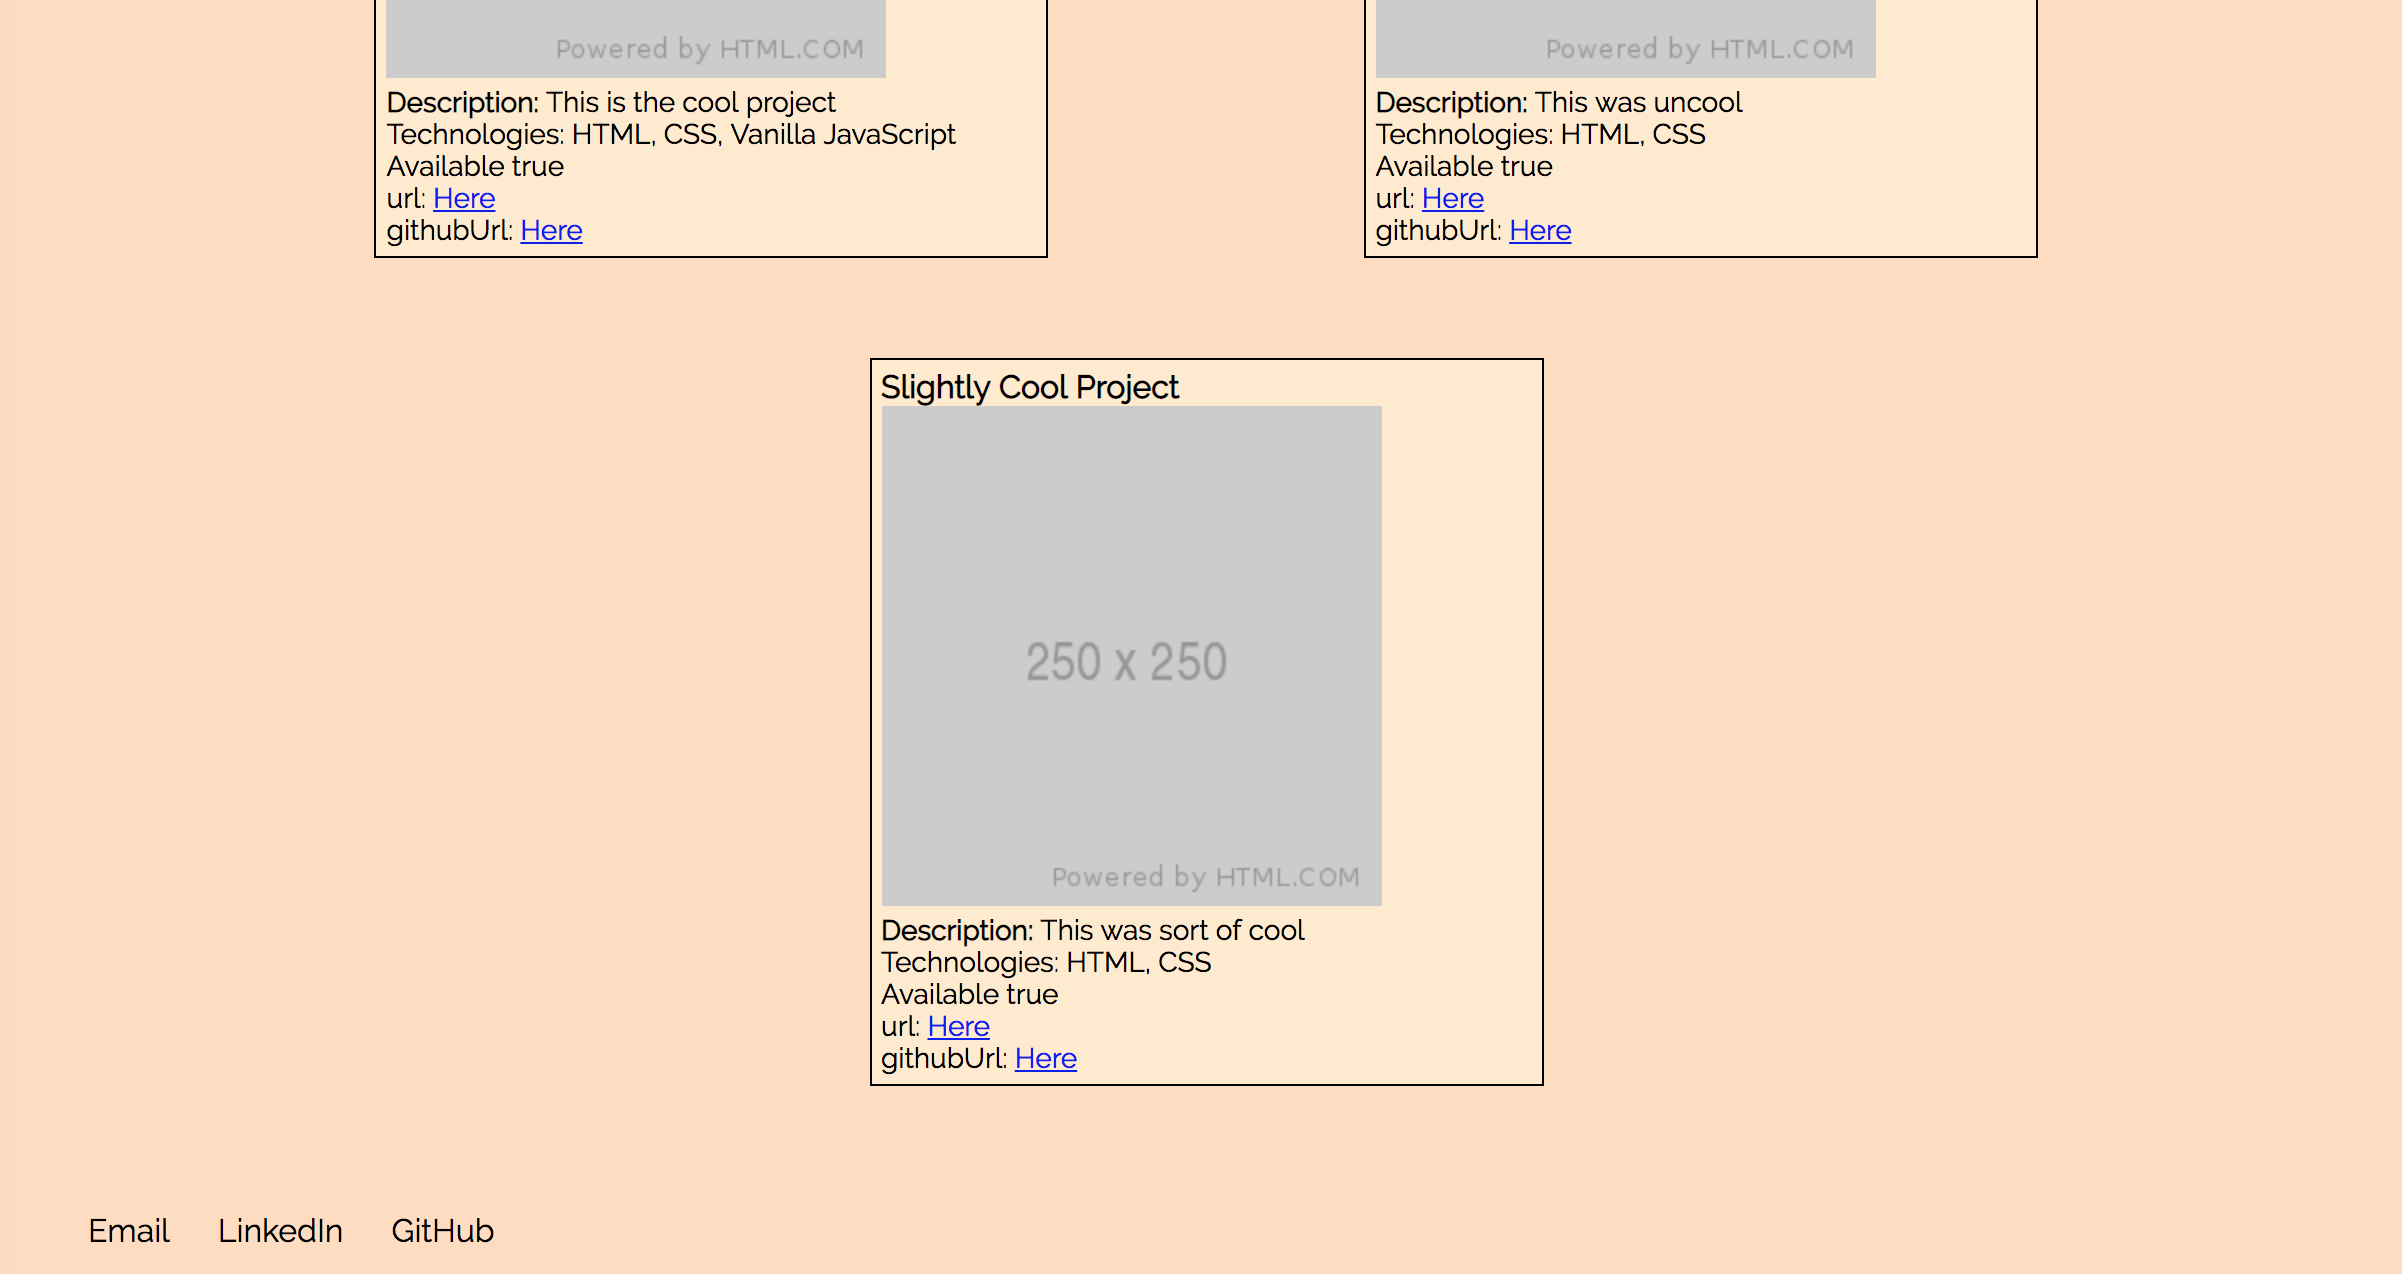 Powered by HTML.COM
Description: This is the cool project
Technologies: HTML, CSS, Vanilla JavaScript
Available true
url: Here
githubUrl: Here
Powered by HTML.COM
Description: This was uncool
Technologies: HTML, CSS
Available true
url: Here
githubUrl: Here
Slightly Cool Project
250 x 250
Powered by HTML.COM
Description: This was sort of cool
Technologies: HTML, CSS
Available true
url: Here
githubUrl: Here
Email LinkedIn GitHub